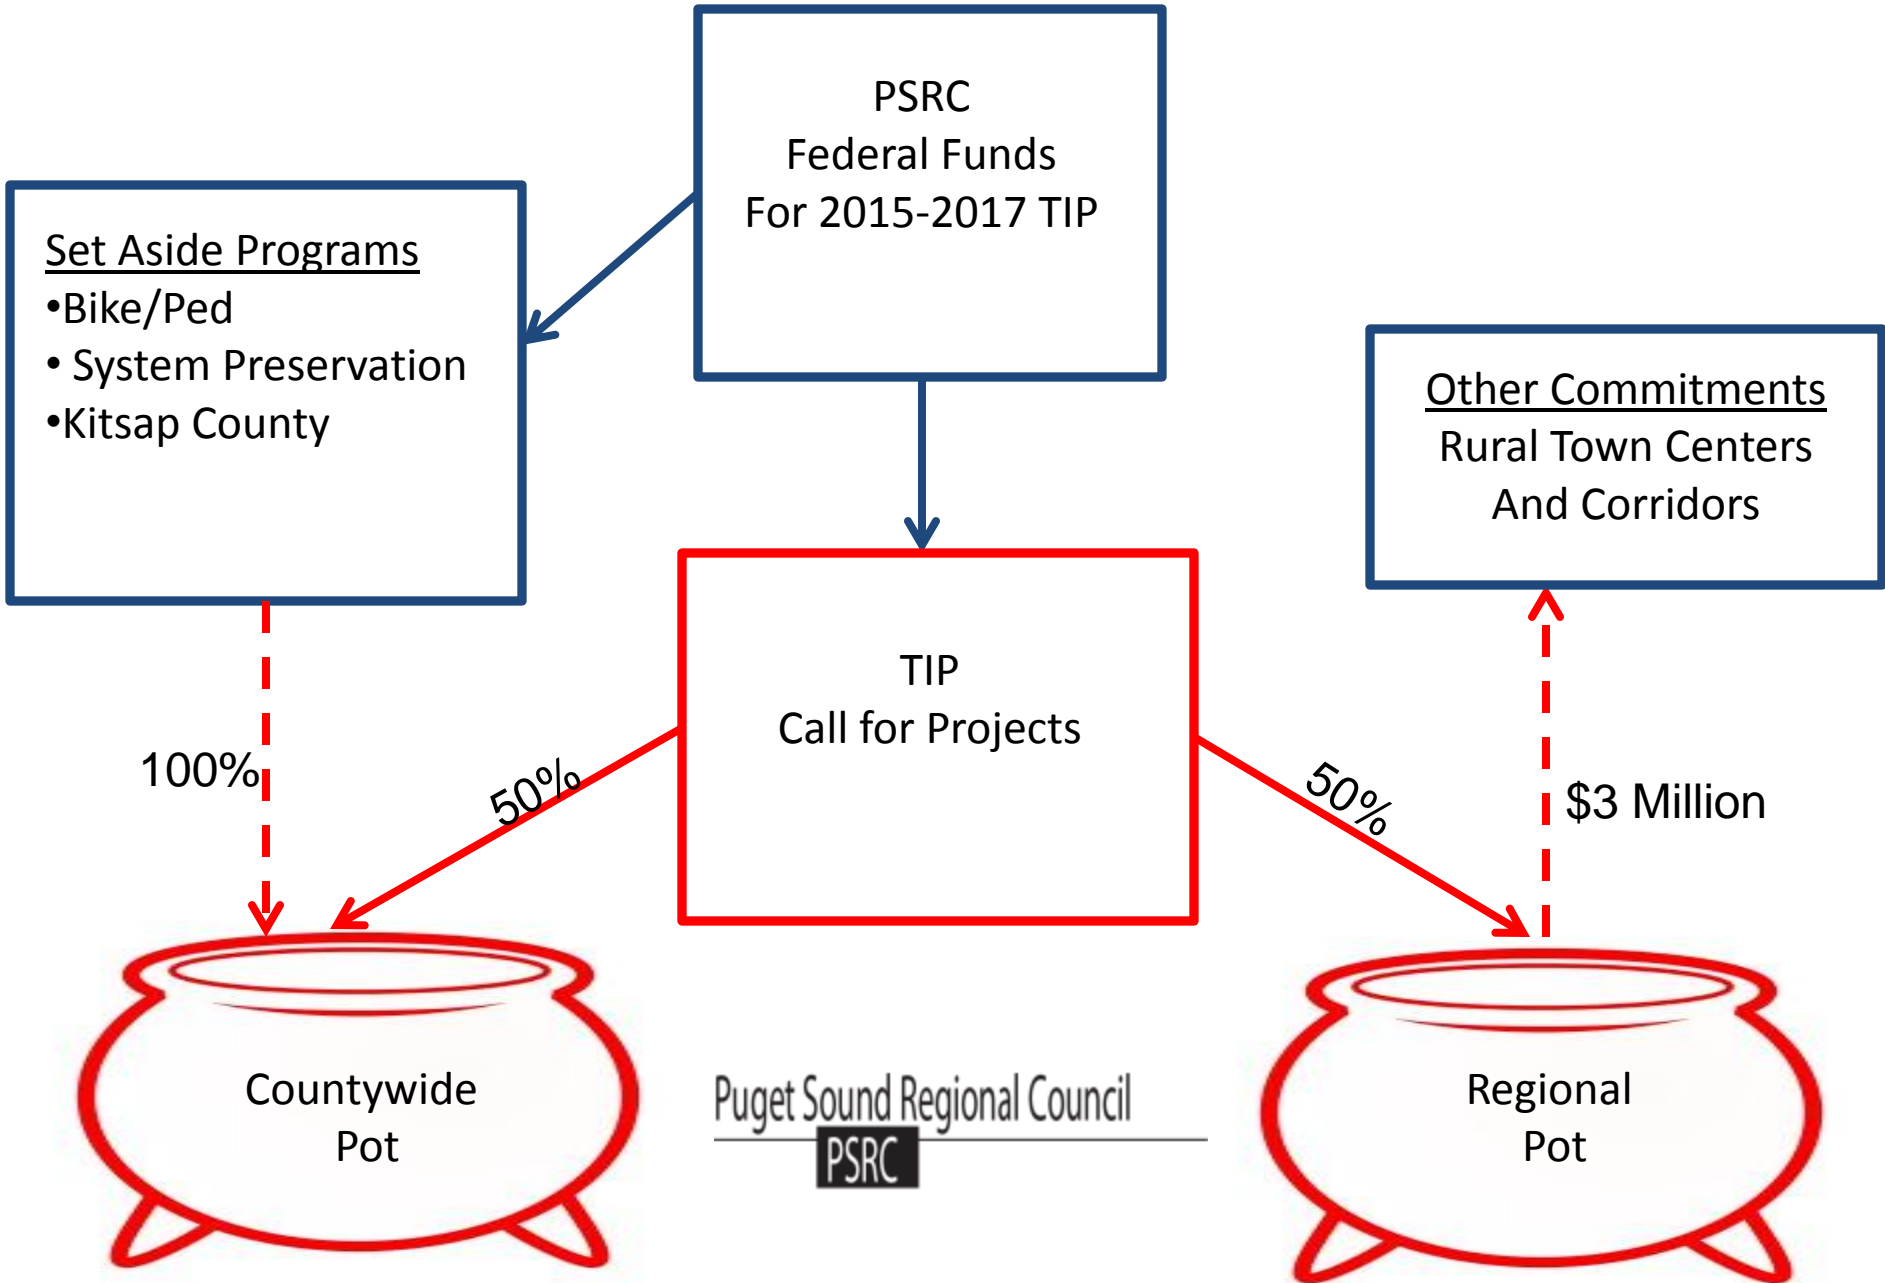 PSRC
Federal Funds
For 2015-2017 TIP
Set Aside Programs
•Bike/Ped
• System Preservation
•Kitsap County
Other Commitments
Rural Town Centers
And Corridors
TIP
Call for Projects
100%
50%
50%
$3 Million
Countywide
Pot
Puget Sound Regional Council
PSRC
Regional
Pot